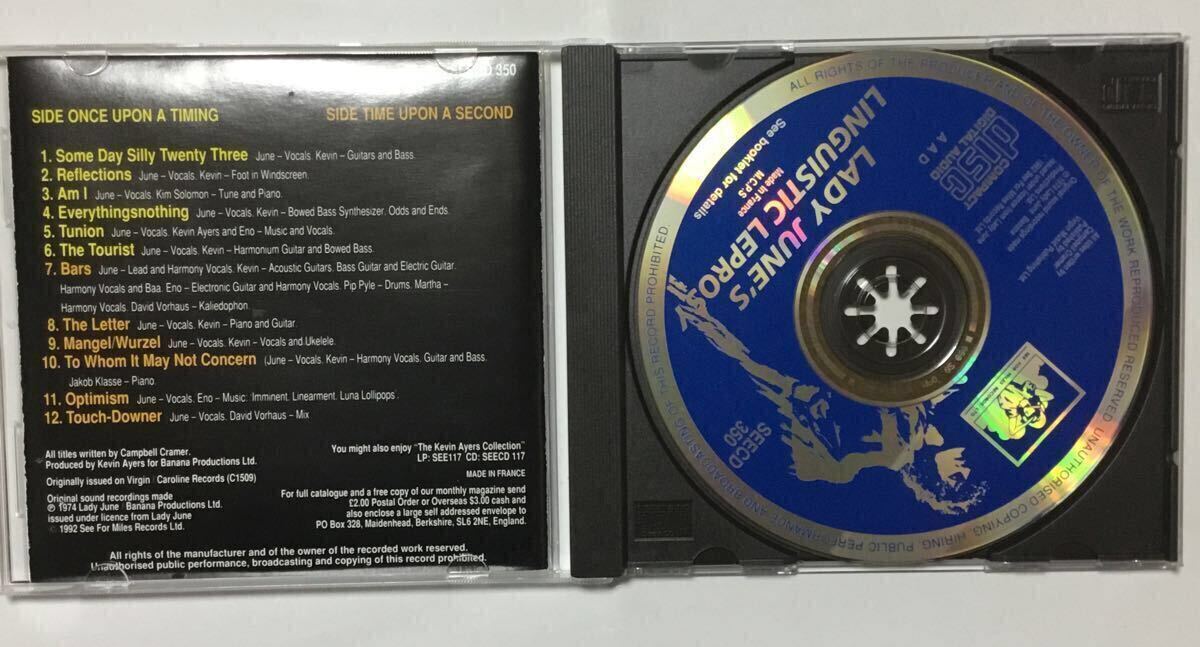 D 350
SIDE ONCE UPON A TIMING
SIDE TIME UPON A SECOND
1. Some Day Silly Twenty Three June – Vocals. Kevin – Guitars and Bass.
2. Reflections June – Vocals. Kevin – Foot in Windscreen.
3. Am I June – Vocals. Kim Solomon – Tune and Piano.
4. Everythingsnothing June – Vocals. Kevin – Bowed Bass Synthesizer. Odds and Ends.
5. Tunion June – Vocals. Kevin Ayers and Eno – Music and Vocals.
6. The Tourist June – Vocals. Kevin – Harmonium Guitar and Bowed Bass.
7. Bars June – Lead and Harmony Vocals. Kevin – Acoustic Guitars. Bass Guitar and Electric Guitar.
Harmony Vocals and Baa. Eno – Electronic Guitar and Harmony Vocals. Pip Pyle – Drums. Martha –
Harmony Vocals. David Vorhaus – Kaliedophon.
8. The Letter June – Vocals. Kevin – Piano and Guitar.
9. Mangel/Wurzel June – Vocals. Kevin – Vocals and Ukelele.
10. To Whom It May Not Concern (June – Vocals. Kevin – Harmony Vocals. Guitar and Bass.
Jakob Klasse – Piano.
11. Optimism June – Vocals. Eno – Music: Imminent. Linearment. Luna Lollipops.
12. Touch-Downer June – Vocals. David Vorhaus – Mix
All titles written by Campbell Cramer.
Produced by Kevin Ayers for Banana Productions Ltd.
Originally issued on Virgin Caroline Records (C1509)
Original sound recordings made
℗ 1974 Lady June / Banana Productions Ltd.
issued under licence from Lady June
© 1992 See For Miles Records Ltd.
You might also enjoy "The Kevin Ayers Collection"
LP: SEE117 CD: SEECD 117
MADE IN FRANCE
For full catalogue and a free copy of our monthly magazine send
£2.00 Postal Order or Overseas $3.00 cash and
also enclose a large self addressed envelope to
PO Box 328, Maidenhead, Berkshire, SL6 2NE, England.
All rights of the manufacturer and of the owner of the recorded work reserved.
Unauthorised public performance, broadcasting and copying of this record prohibited.
LADY JUNE'S
LINGUISTIC LEPROSY
See booklet for details
Made in France
M.C.P.S
COMPACT
disc
DIGITAL AUDIO
A A D
SEECD
350
ALL RIGHTS OF THE PRODUCER AND OF THE OWNER OF THE WORK REPRODUCED RESERVED. UNAUTHORISED COPYING, HIRING, PUBLIC PERFORMANCE AND BROADCASTING OF THIS RECORD PROHIBITED.